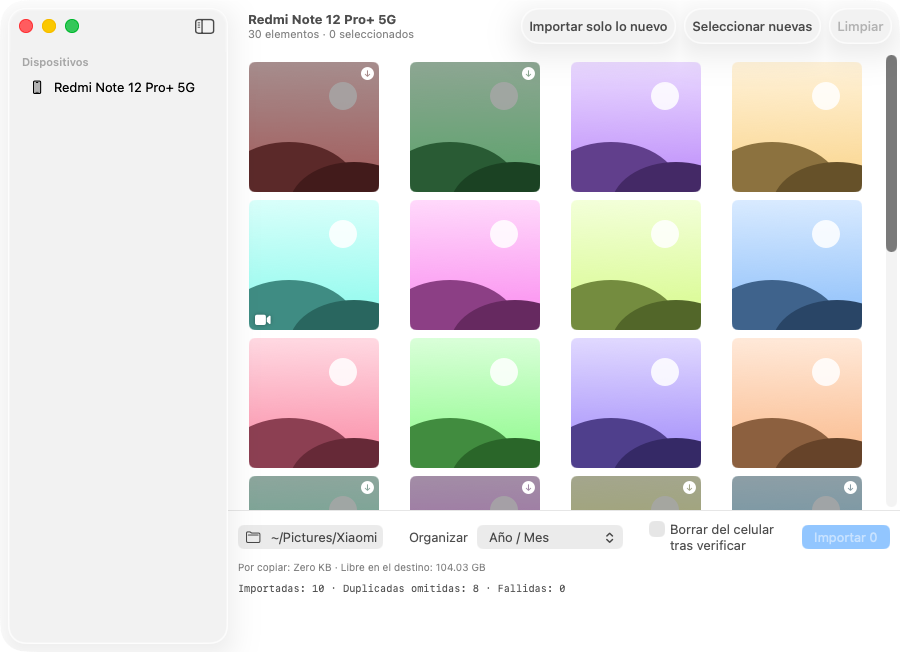 Redmi Note 12 Pro+ 5G
30 elementos · 0 seleccionados
Importar solo lo nuevo
Seleccionar nuevas
Limpiar
Dispositivos
Redmi Note 12 Pro+ 5G
~/Pictures/Xiaomi
Organizar
Año / Mes
Borrar del celular
tras verificar
Importar 0
Por copiar: Zero KB · Libre en el destino: 104.03 GB
Importadas: 10 · Duplicadas omitidas: 8 · Fallidas: 0